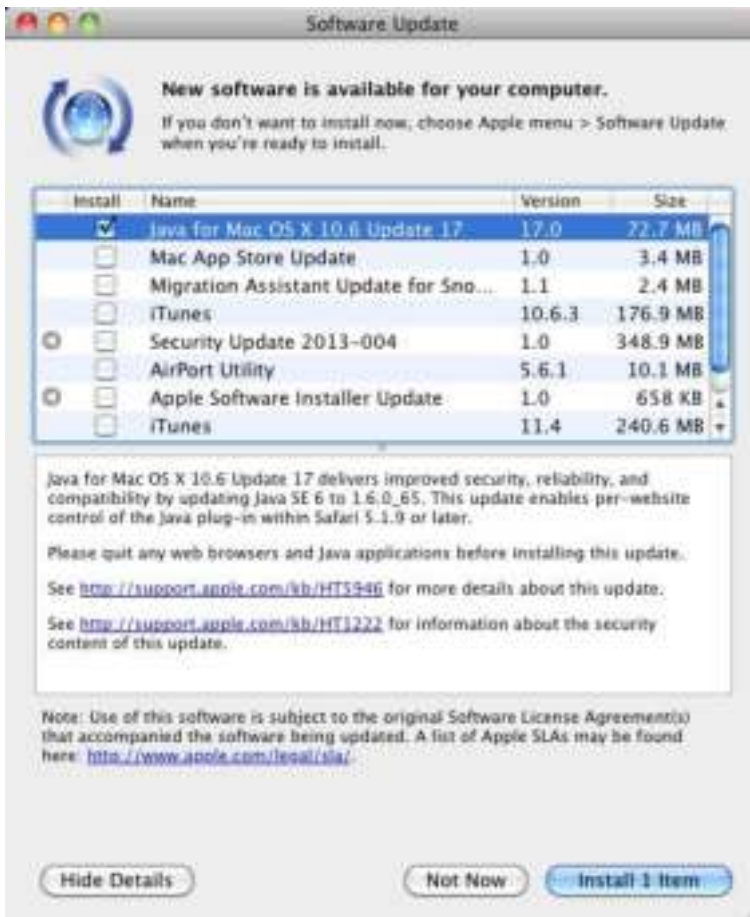 Software Update
New software is available for your computer.
If you don't want to install now, choose Apple menu > Software Update
when you're ready to install.
Install Name Version Size
Java for Mac OS X 10.6 Update 17 17.0 72.7 MB
Mac App Store Update 1.0 3.4 MB
Migration Assistant Update for Sno... 1.1 2.4 MB
iTunes 10.6.3 176.9 MB
Security Update 2013-004 1.0 348.9 MB
AirPort Utility 5.6.1 10.1 MB
Apple Software Installer Update 1.0 658 KB
iTunes 11.4 240.6 MB
Java for Mac OS X 10.6 Update 17 delivers improved security, reliability, and
compatibility by updating Java SE 6 to 1.6.0_65. This update enables per-website
control of the Java plug-in within Safari 5.1.9 or later.
Please quit any web browsers and Java applications before installing this update.
See http://support.apple.com/kb/HT5946 for more details about this update.
See http://support.apple.com/kb/HT1222 for information about the security
content of this update.
Note: Use of this software is subject to the original Software License Agreement(s)
that accompanied the software being updated. A list of Apple SLAs may be found
here: http://www.apple.com/legal/sla/.
Hide Details Not Now Install 1 Item